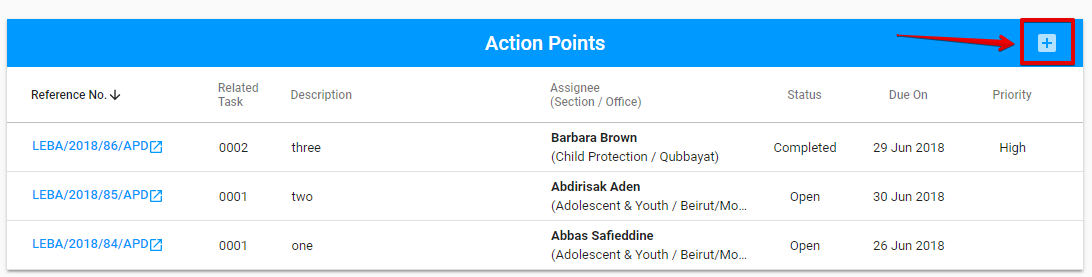 Action Points
Reference No. Related Task Description Assignee (Section / Office) Status Due On Priority
LEBA/2018/86/APD 0002 three Barbara Brown (Child Protection / Qubbayat) Completed 29 Jun 2018 High
LEBA/2018/85/APD 0001 two Abdirisak Aden (Adolescent & Youth / Beirut/Mo... Open 30 Jun 2018
LEBA/2018/84/APD 0001 one Abbas Safieddine (Adolescent & Youth / Beirut/Mo... Open 26 Jun 2018